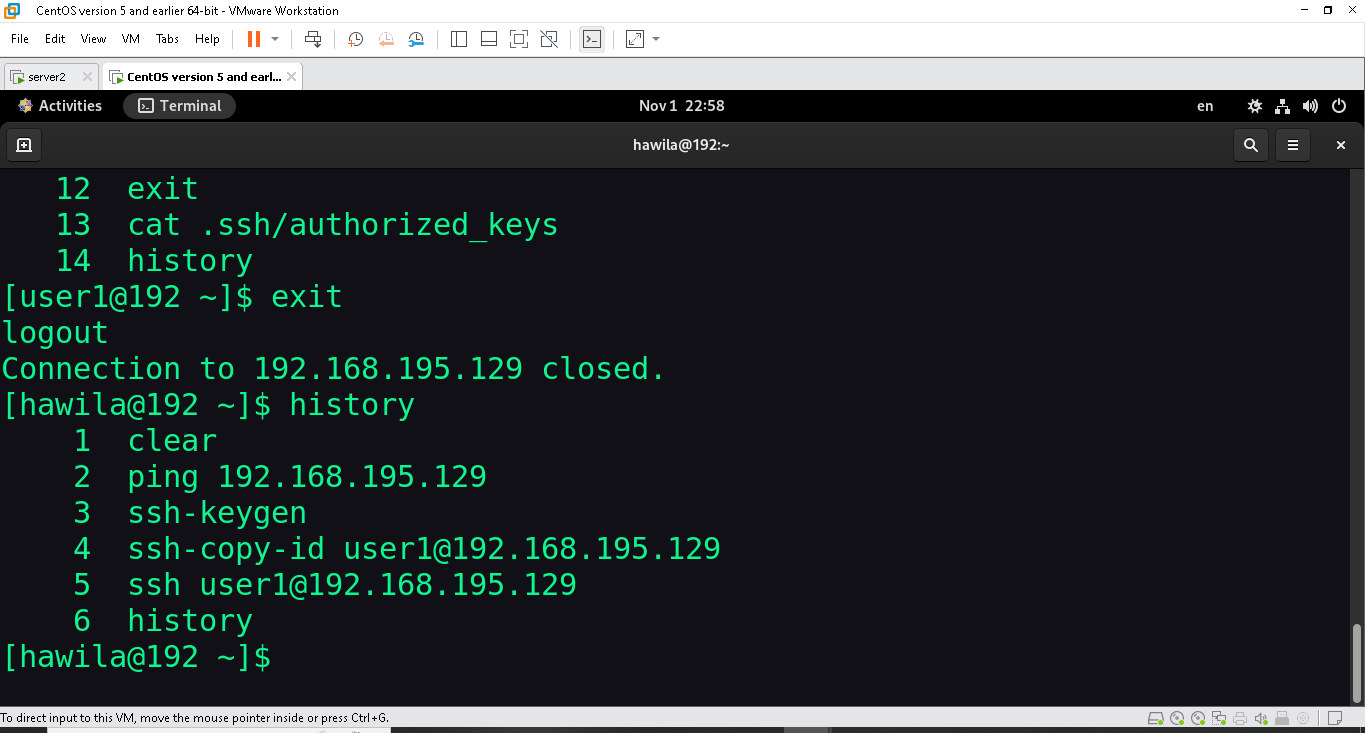 CentOS version 5 and earlier 64-bit - VMware Workstation
File Edit View VM Tabs Help
server2 CentOS version 5 and earl...
Activities Terminal Nov 1 22:58 en
hawila@192:~
12 exit
13 cat .ssh/authorized_keys
14 history
[user1@192 ~]$ exit
logout
Connection to 192.168.195.129 closed.
[hawila@192 ~]$ history
1 clear
2 ping 192.168.195.129
3 ssh-keygen
4 ssh-copy-id user1@192.168.195.129
5 ssh user1@192.168.195.129
6 history
[hawila@192 ~]$
To direct input to this VM, move the mouse pointer inside or press Ctrl+G.